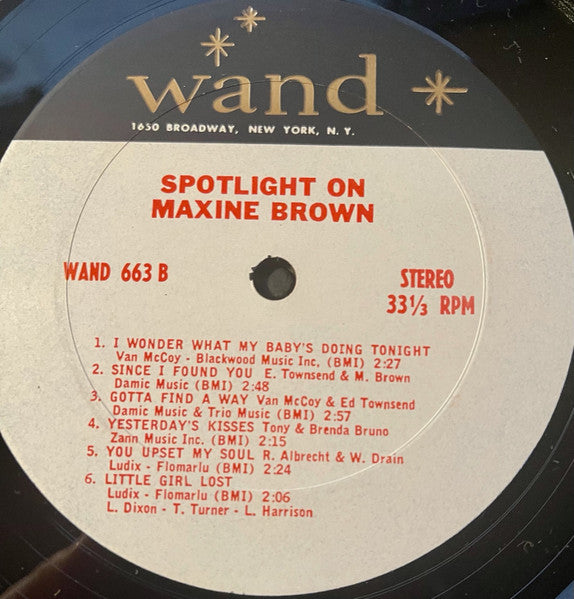 wand
1650 BROADWAY, NEW YORK, N. Y.
SPOTLIGHT ON
MAXINE BROWN
WAND 663 B
STEREO
33⅓ RPM
1. I WONDER WHAT MY BABY'S DOING TONIGHT
Van McCoy - Blackwood Music Inc. (BMI) 2:27
2. SINCE I FOUND YOU E. Townsend & M. Brown
Damic Music (BMI) 2:48
3. GOTTA FIND A WAY Van McCoy & Ed Townsend
Damic Music & Trio Music (BMI) 2:57
4. YESTERDAY'S KISSES Tony & Brenda Bruno
Zann Music Inc. (BMI) 2:15
5. YOU UPSET MY SOUL R. Albrecht & W. Drain
Ludix - Flomarlu (BMI) 2:24
6. LITTLE GIRL LOST
Ludix - Flomarlu (BMI) 2:06
L. Dixon - T. Turner - L. Harrison